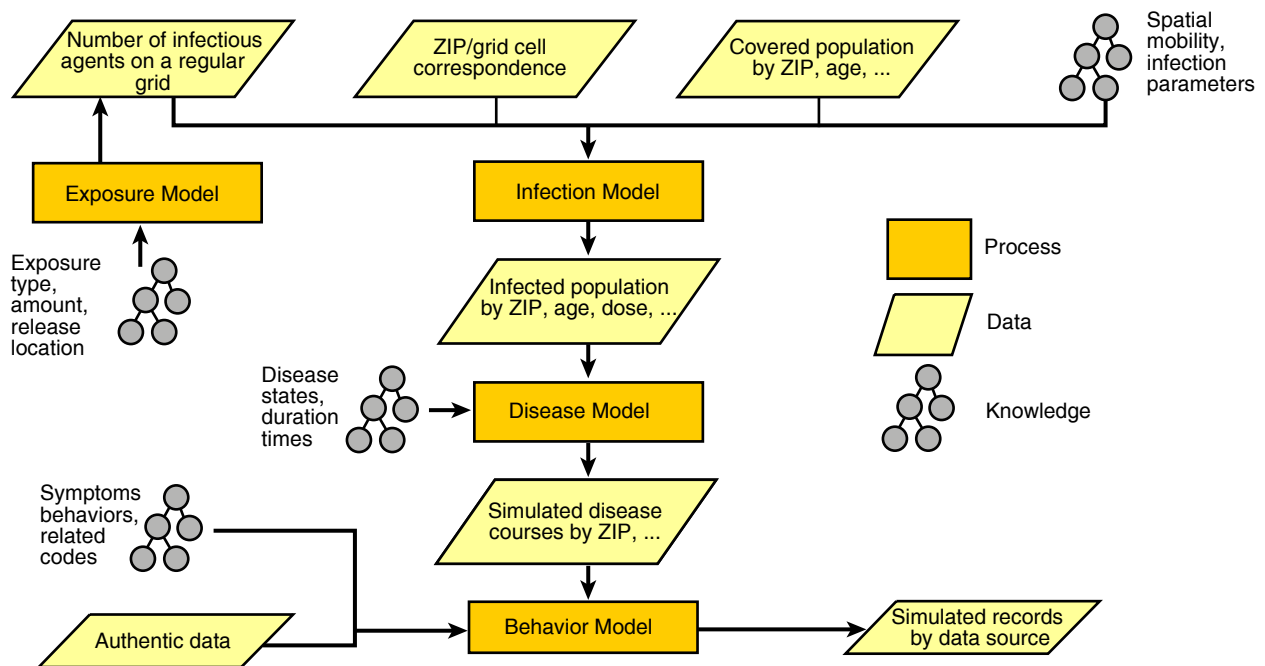 Number of infectious
agents on a regular
grid
ZIP/grid cell
correspondence
Covered population
by ZIP, age, ...
Spatial
mobility,
infection
parameters
Exposure Model
Infection Model
Exposure
type,
amount,
release
location
Infected population
by ZIP, age, dose, ...
Process
Data
Knowledge
Disease
states,
duration
times
Disease Model
Symptoms
behaviors,
related
codes
Simulated disease
courses by ZIP, ...
Authentic data
Behavior Model
Simulated records
by data source